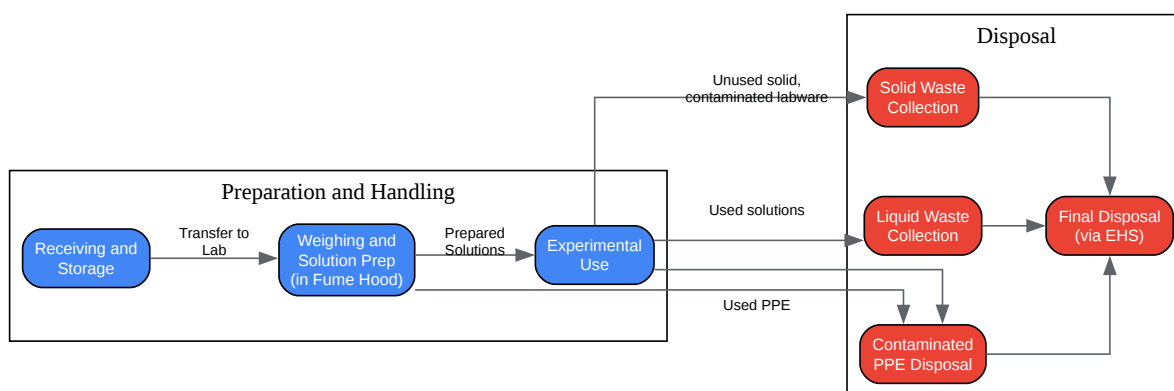 Disposal
Unused solid,
contaminated labware
Solid Waste
Collection
Preparation and Handling
Receiving and
Storage
Transfer to
Lab
Weighing and
Solution Prep
(in Fume Hood)
Prepared
Solutions
Experimental
Use
Used solutions
Liquid Waste
Collection
Final Disposal
(via EHS)
Used PPE
Contaminated
PPE Disposal